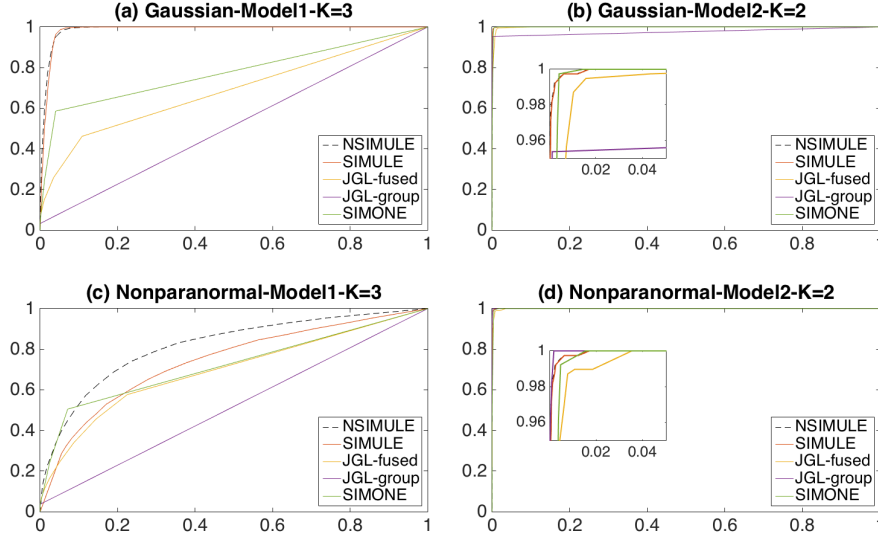 (a) Gaussian-Model1-K=3
1
0.8
0.6
0.4
0.2
0
0 0.2 0.4 0.6 0.8 1
NSIMULE
SIMULE
JGL-fused
JGL-group
SIMONE
(b) Gaussian-Model2-K=2
1
0.8
0.6
0.4
0.2
0
0 0.2 0.4 0.6 0.8 1
1
0.98
0.96
0.02 0.04
NSIMULE
SIMULE
JGL-fused
JGL-group
SIMONE
(c) Nonparanormal-Model1-K=3
1
0.8
0.6
0.4
0.2
0
0 0.2 0.4 0.6 0.8 1
NSIMULE
SIMULE
JGL-fused
JGL-group
SIMONE
(d) Nonparanormal-Model2-K=2
1
0.8
0.6
0.4
0.2
0
0 0.2 0.4 0.6 0.8 1
1
0.98
0.96
0.02 0.04
NSIMULE
SIMULE
JGL-fused
JGL-group
SIMONE